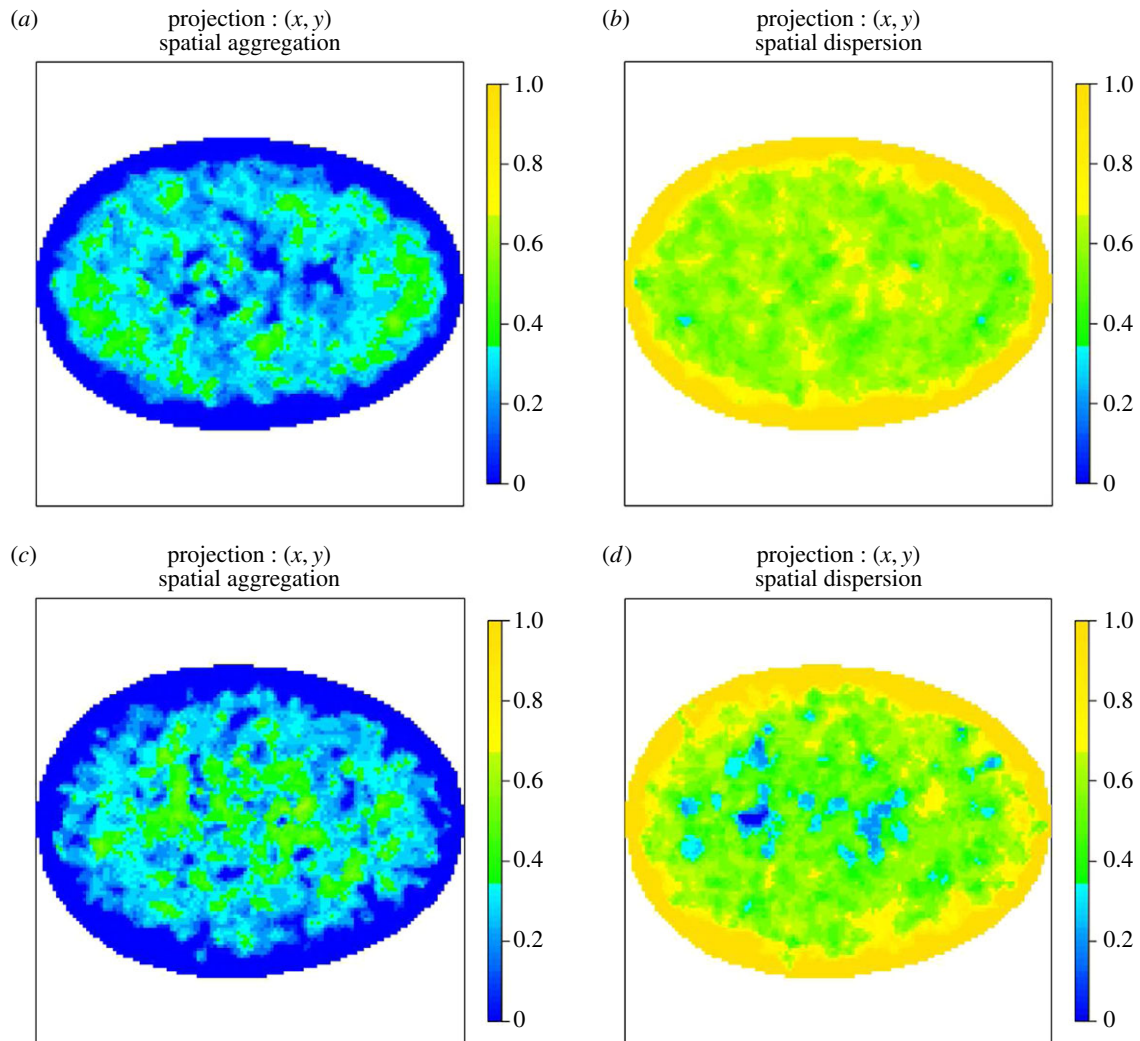 (a)
projection : (x, y)
spatial aggregation
1.0
0.8
0.6
0.4
0.2
0
(b)
projection : (x, y)
spatial dispersion
1.0
0.8
0.6
0.4
0.2
0
(c)
projection : (x, y)
spatial aggregation
1.0
0.8
0.6
0.4
0.2
0
(d)
projection : (x, y)
spatial dispersion
1.0
0.8
0.6
0.4
0.2
0